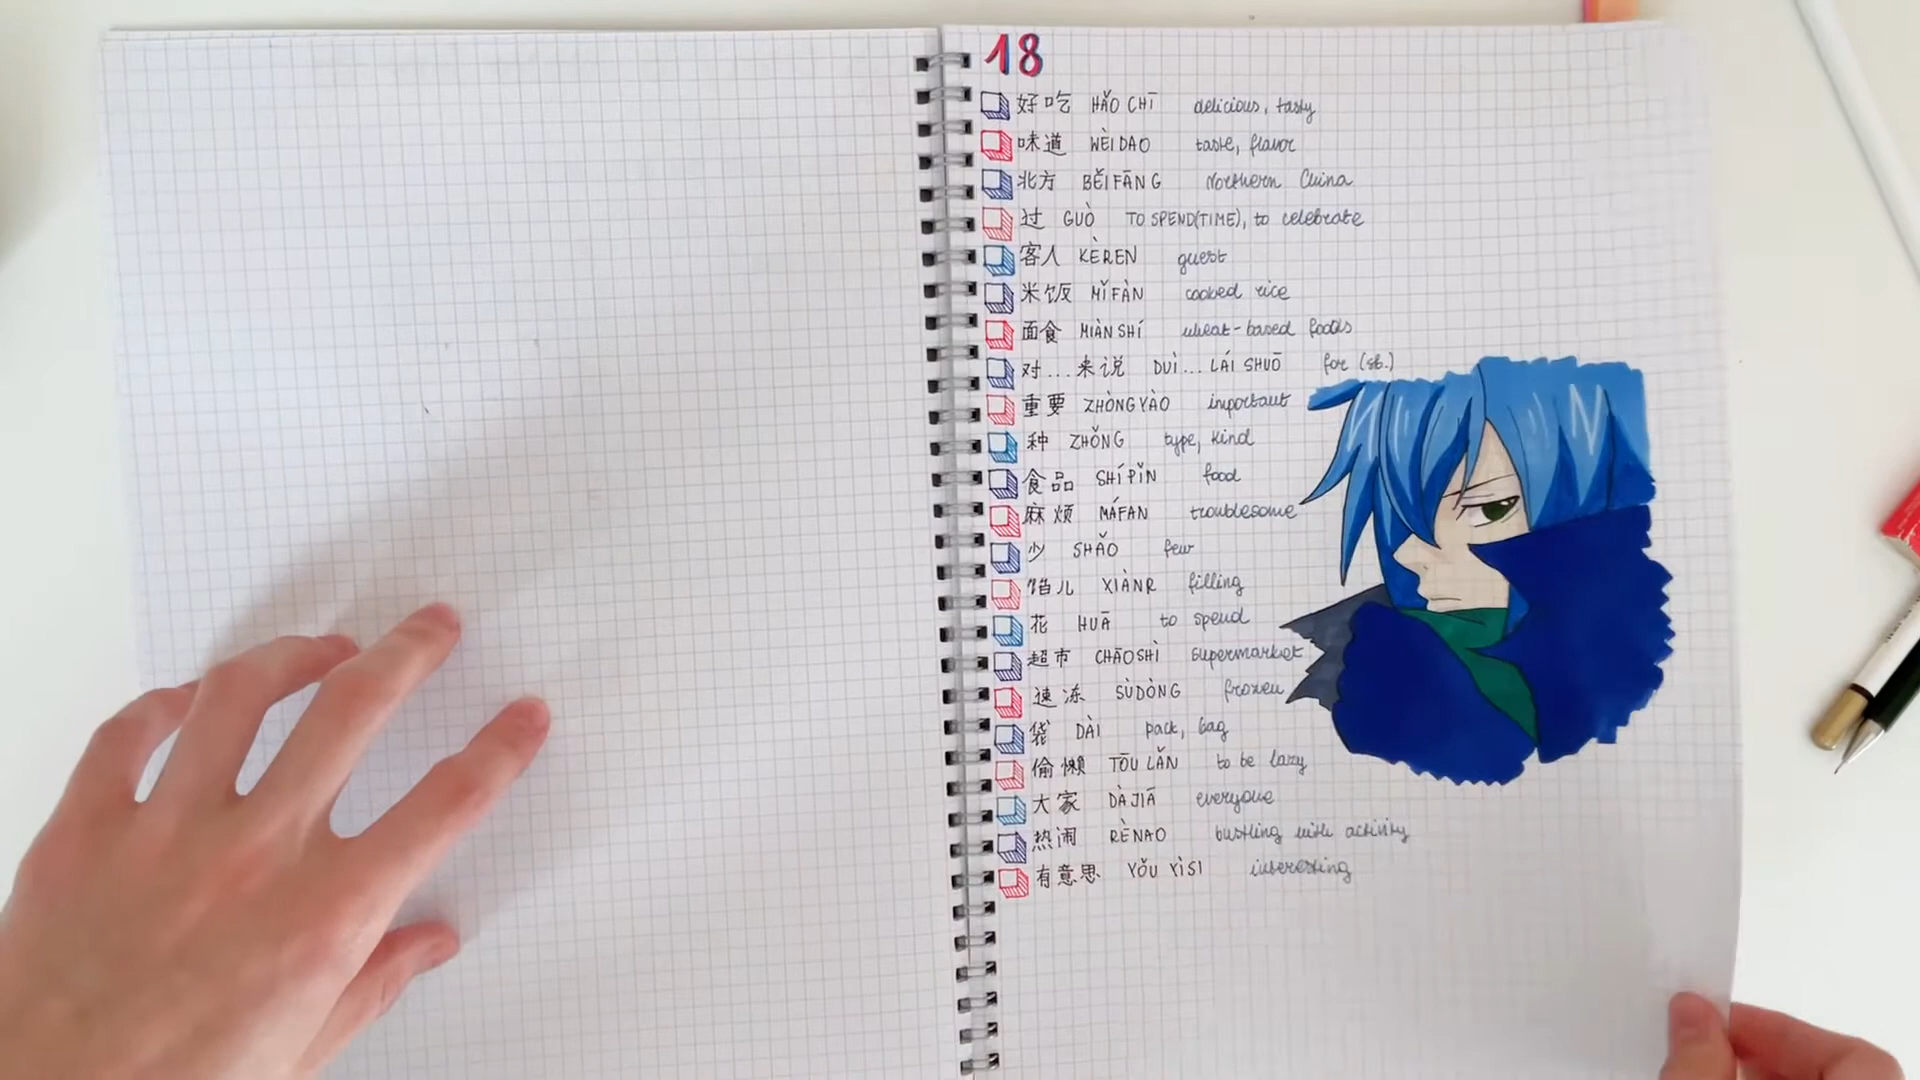 18
好吃 HǍO CHĪ delicious, tasty
味道 WÈIDAO taste, flavor
北方 BĚIFĀNG Northern China
过 GUÒ TO SPEND(TIME), to celebrate
客人 KÈREN guest
米饭 MǏFÀN cooked rice
面食 MIÀNSHÍ wheat-based foods
对...来说 DUÌ...LÁI SHUŌ for (sb.)
重要 ZHÒNGYÀO important
种 ZHǑNG type, kind
食品 SHÍPǏN food
麻烦 MÁFAN troublesome
少 SHǍO few
馅儿 XIÀNR filling
花 HUĀ to spend
超市 CHĀOSHÌ supermarket
速冻 SÙDÒNG frozen
袋 DÀI pack, bag
偷懒 TŌU LǍN to be lazy
大家 DÀJIĀ everyone
热闹 RÈNAO bustling with activity
有意思 YǑU YÌSI interesting